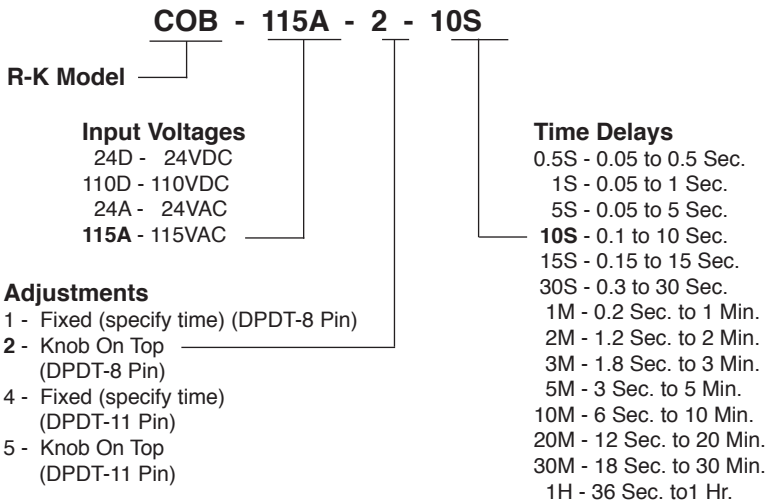 COB - 115A - 2 - 10S
R-K Model
Input Voltages
24D - 24VDC
110D - 110VDC
24A - 24VAC
115A - 115VAC
Adjustments
1 - Fixed (specify time) (DPDT-8 Pin)
2 - Knob On Top
(DPDT-8 Pin)
4 - Fixed (specify time)
(DPDT-11 Pin)
5 - Knob On Top
(DPDT-11 Pin)
Time Delays
0.5S - 0.05 to 0.5 Sec.
1S - 0.05 to 1 Sec.
5S - 0.05 to 5 Sec.
10S - 0.1 to 10 Sec.
15S - 0.15 to 15 Sec.
30S - 0.3 to 30 Sec.
1M - 0.2 Sec. to 1 Min.
2M - 1.2 Sec. to 2 Min.
3M - 1.8 Sec. to 3 Min.
5M - 3 Sec. to 5 Min.
10M - 6 Sec. to 10 Min.
20M - 12 Sec. to 20 Min.
30M - 18 Sec. to 30 Min.
1H - 36 Sec. to1 Hr.